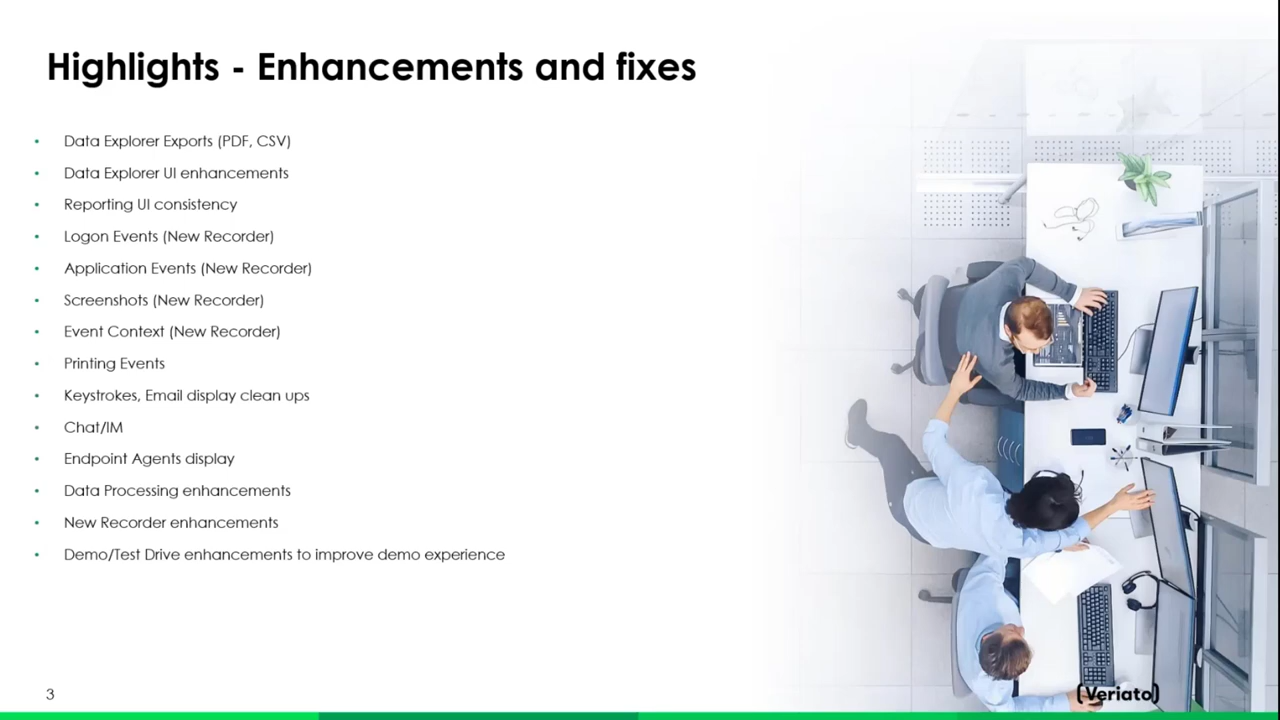 Highlights - Enhancements and fixes
• Data Explorer Exports (PDF, CSV)
• Data Explorer UI enhancements
• Reporting UI consistency
• Logon Events (New Recorder)
• Application Events (New Recorder)
• Screenshots (New Recorder)
• Event Context (New Recorder)
• Printing Events
• Keystrokes, Email display clean ups
• Chat/IM
• Endpoint Agents display
• Data Processing enhancements
• New Recorder enhancements
• Demo/Test Drive enhancements to improve demo experience
3
(Veriato)